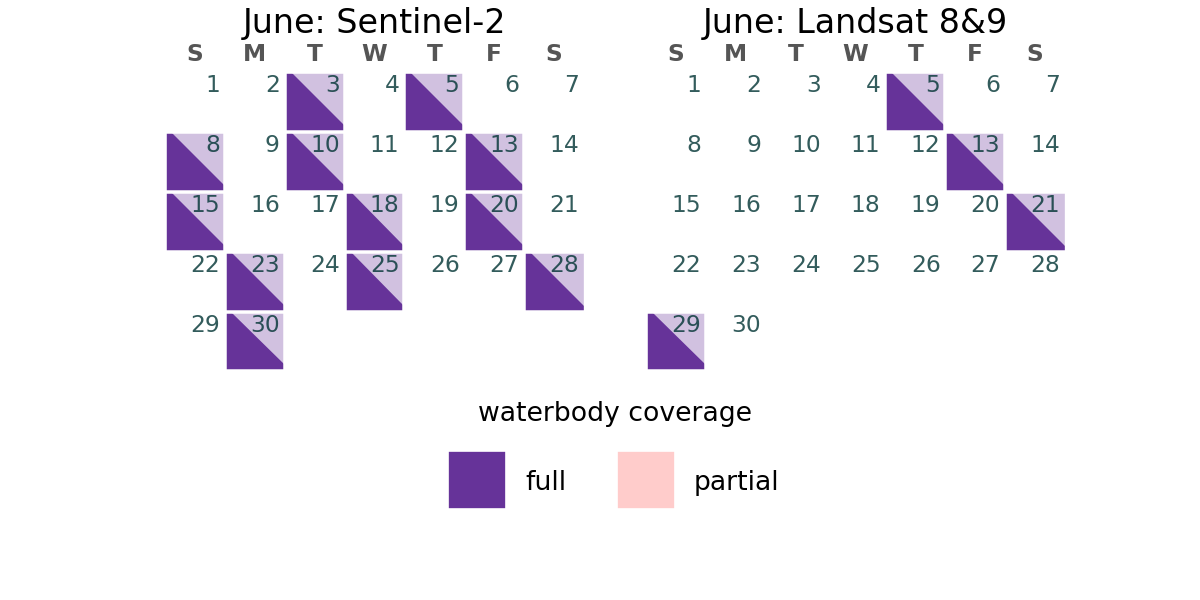 June: Sentinel-2
S M T W T F S
1 2 3 4 5 6 7
8 9 10 11 12 13 14
15 16 17 18 19 20 21
22 23 24 25 26 27 28
29 30
June: Landsat 8&9
S M T W T F S
1 2 3 4 5 6 7
8 9 10 11 12 13 14
15 16 17 18 19 20 21
22 23 24 25 26 27 28
29 30
waterbody coverage
full partial